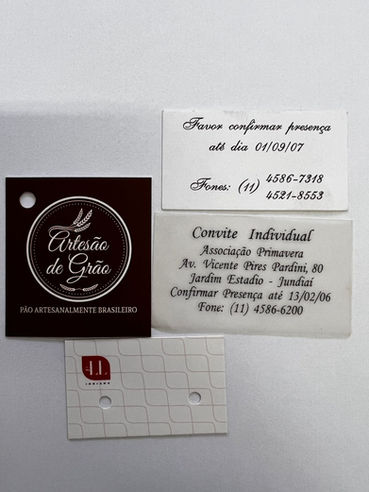 Favor confirmar presença
até dia 01/09/07
Fones: (11) 4586-7318
4521-8553
Artesão
de Grão
PÃO ARTESANALMENTE BRASILEIRO
Convite Individual
Associação Primavera
Av. Vicente Pires Pardini, 80
Jardim Estadio - Jundiaí
Confirmar Presença até 13/02/06
Fone: (11) 4586-6200